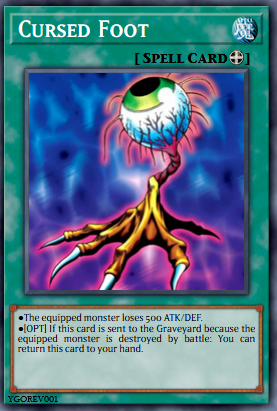 CURSED FOOT
[ SPELL CARD ]
●The equipped monster loses 500 ATK/DEF.
●[OPT] If this card is sent to the Graveyard because the
equipped monster is destroyed by battle: You can
return this card to your hand.
YGOREV001